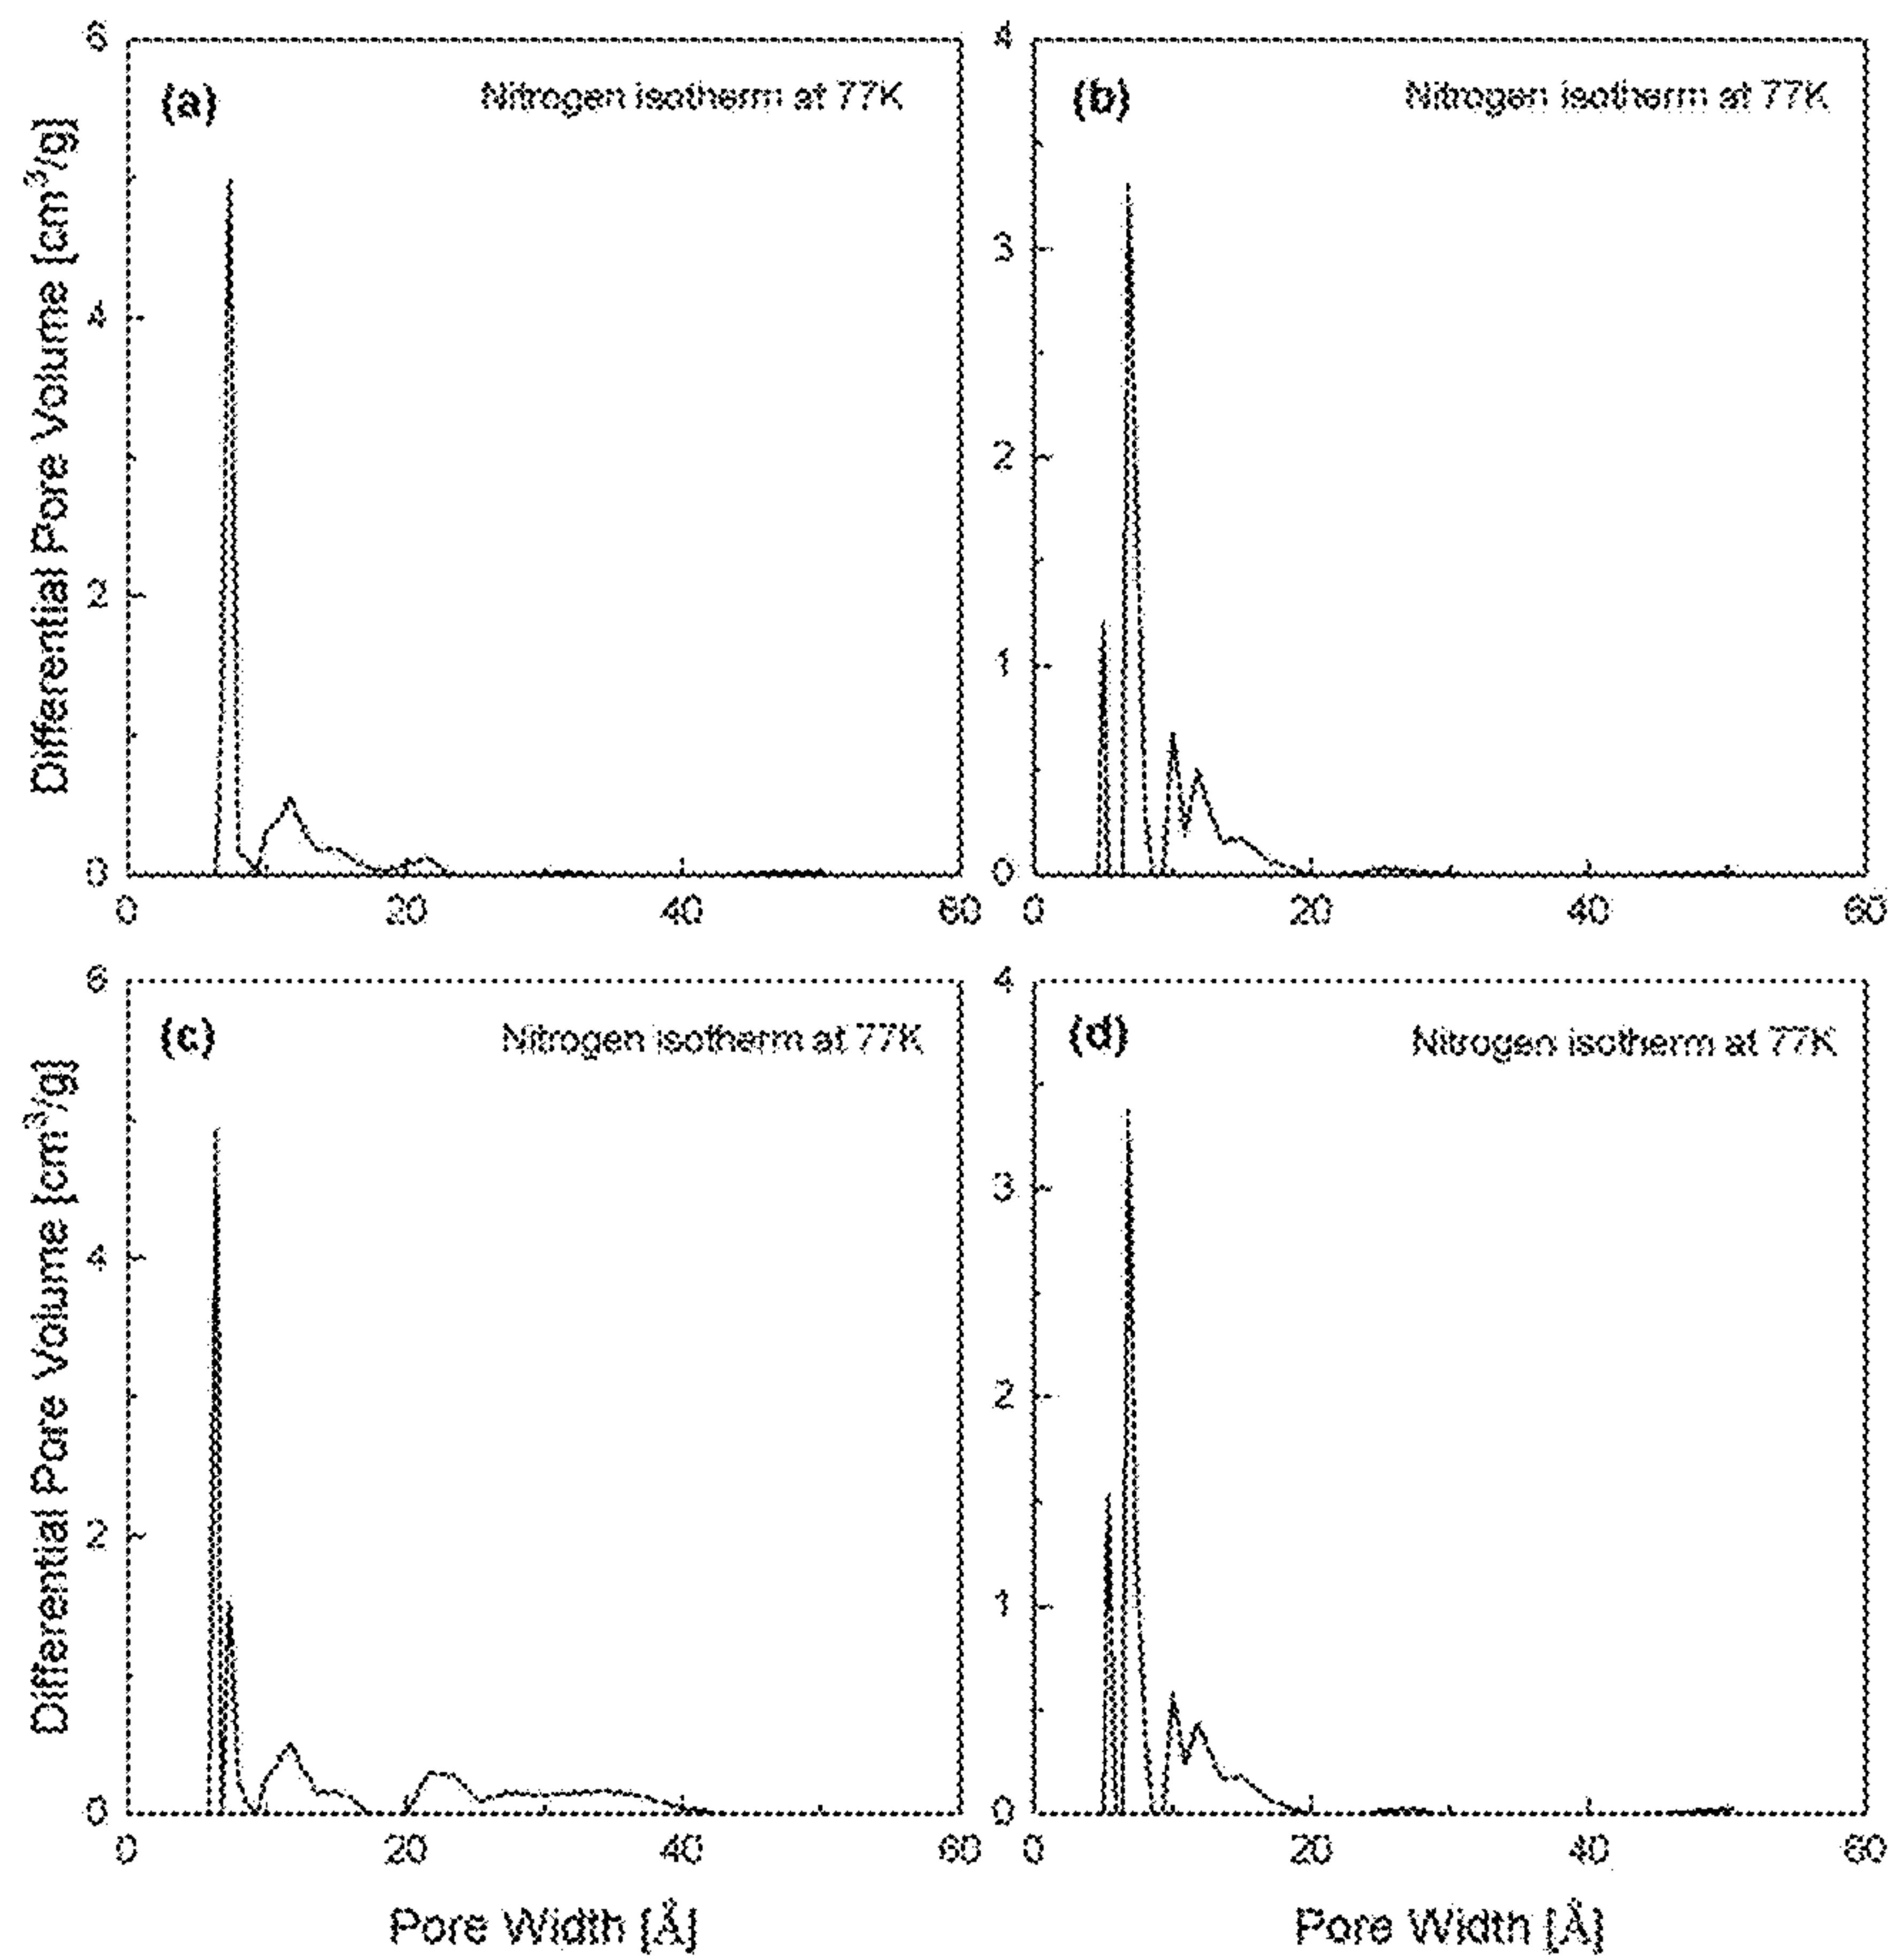 6
(a) Nitrogen isotherm at 77K
4
2
0
0 20 40 60
Differential Pore Volume [cm³/g]
4
(b) Nitrogen isotherm at 77K
3
2
1
0
0 20 40 60
6
(c) Nitrogen isotherm at 77K
4
2
0
0 20 40 60
Differential Pore Volume [cm³/g]
Pore Width [Å]
4
(d) Nitrogen isotherm at 77K
3
2
1
0
0 20 40 60
Pore Width [Å]